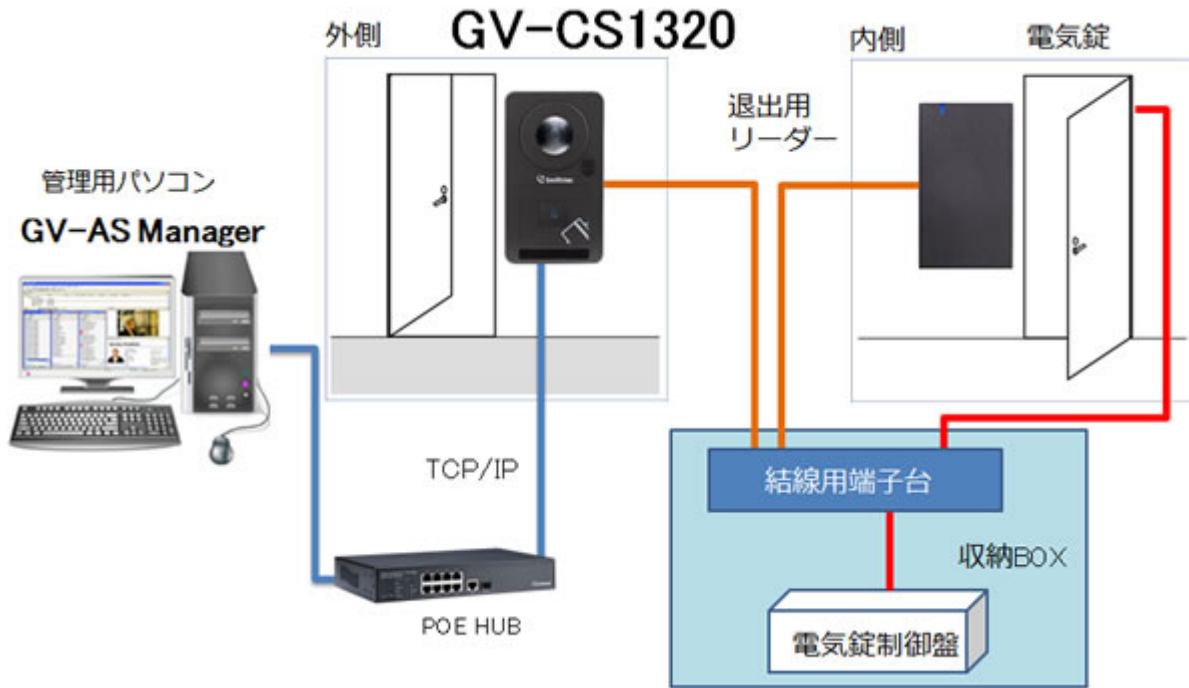 外側
GV-CS1320
内側
電気錠
退出用
リーダー
管理用パソコン
GV-AS Manager
GeoVision
TCP/IP
結線用端子台
収納BOX
POE HUB
電気錠制御盤